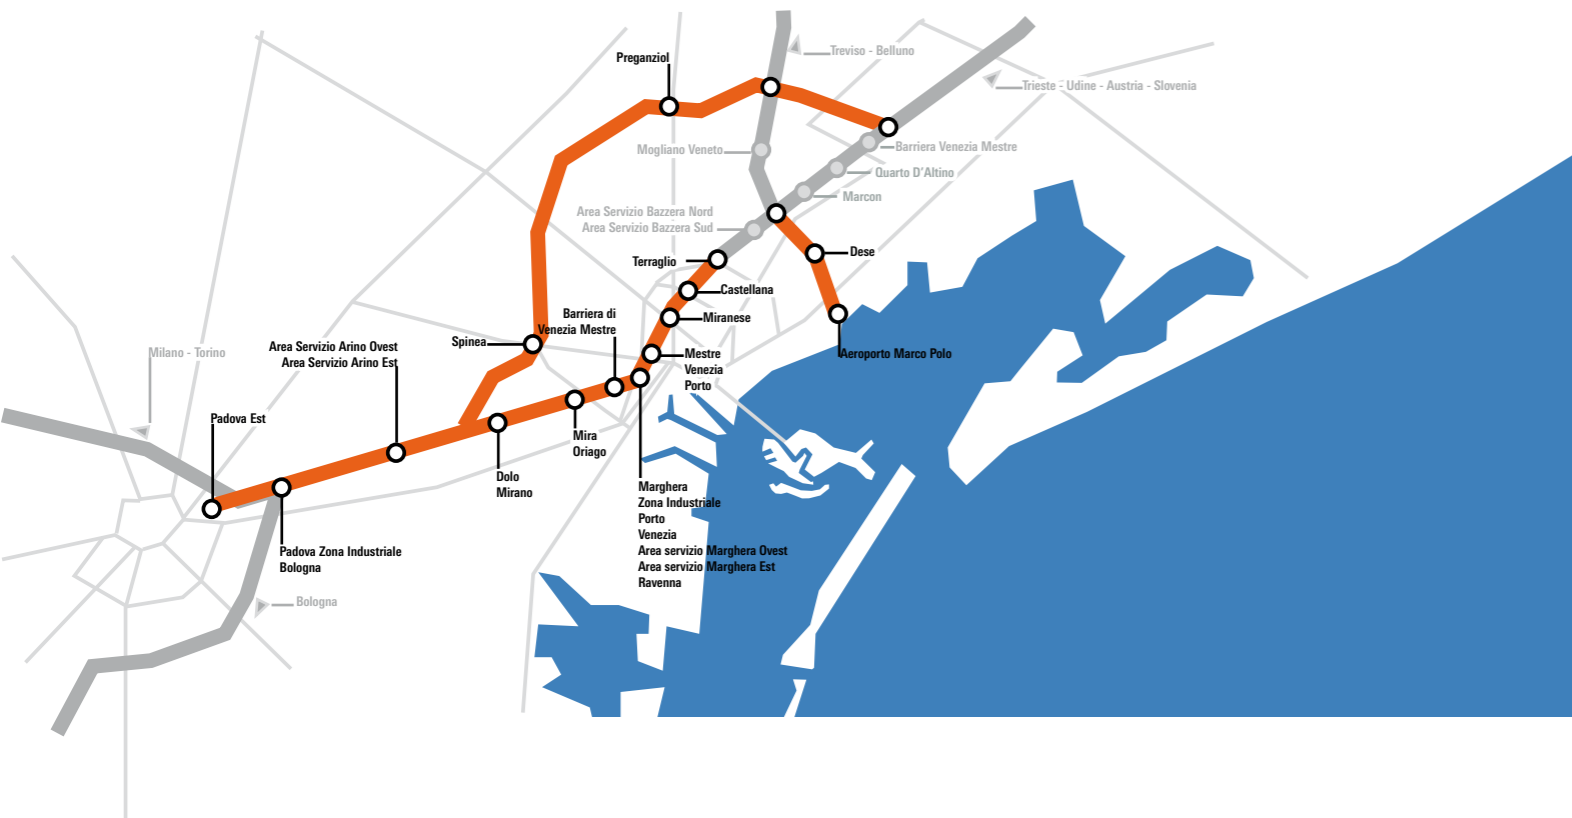 Treviso - Belluno
Preganziol
Trieste - Udine - Austria - Slovenia
Mogliano Veneto
Barriera Venezia Mestre
Quarto D'Altino
Marcon
Area Servizio Bazzera Nord
Area Servizio Bazzera Sud
Dese
Terraglio
Castellana
Barriera di
Venezia Mestre
Miranese
Spinea
Area Servizio Arino Ovest
Area Servizio Arino Est
Milano - Torino
Mestre
Venezia
Porto
Aeroporto Marco Polo
Padova Est
Mira
Oriago
Dolo
Mirano
Marghera
Zona Industriale
Porto
Venezia
Area servizio Marghera Ovest
Area servizio Marghera Est
Ravenna
Padova Zona Industriale
Bologna
Bologna